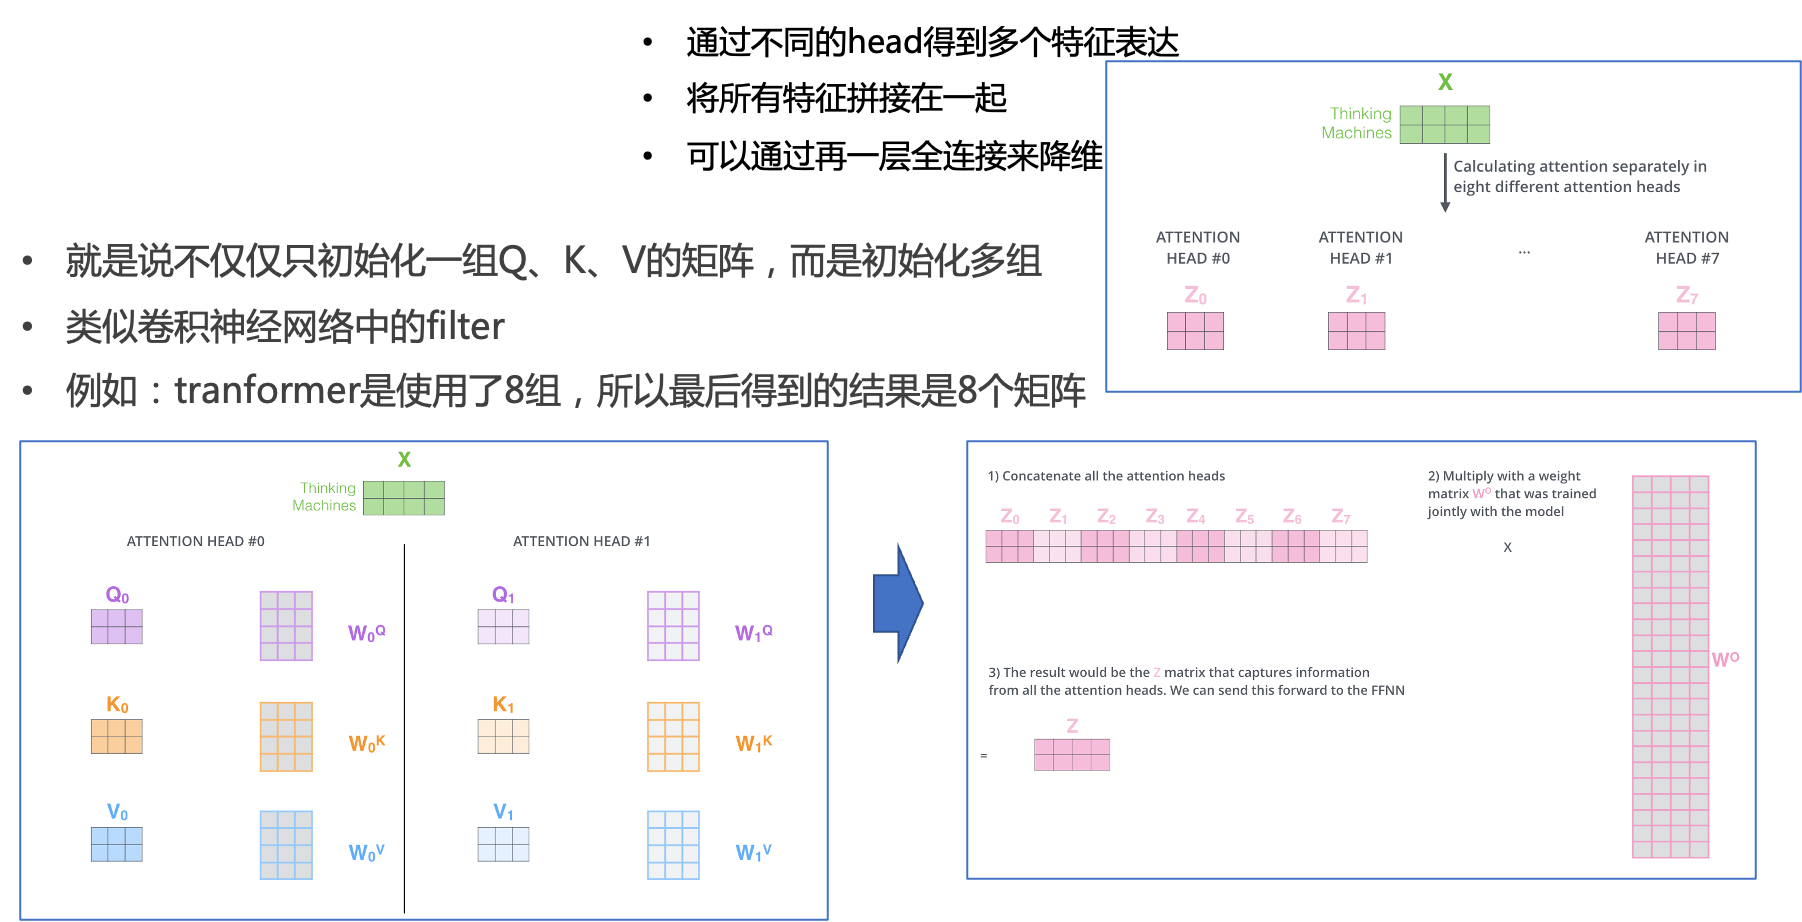 • 通过不同的head得到多个特征表达
• 将所有特征拼接在一起
• 可以通过再一层全连接来降维
• 就是说不仅仅只初始化一组Q、K、V的矩阵，而是初始化多组
• 类似卷积神经网络中的filter
• 例如：tranformer是使用了8组，所以最后得到的结果是8个矩阵
X
Thinking
Machines
Calculating attention separately in
eight different attention heads
ATTENTION
HEAD #0
ATTENTION
HEAD #1
...
ATTENTION
HEAD #7
Z0
Z1
Z7
X
Thinking
Machines
ATTENTION HEAD #0
ATTENTION HEAD #1
Q0
W0Q
Q1
W1Q
K0
W0K
K1
W1K
V0
W0V
V1
W1V
1) Concatenate all the attention heads
Z0 Z1 Z2 Z3 Z4 Z5 Z6 Z7
2) Multiply with a weight
matrix WO that was trained
jointly with the model
X
WO
3) The result would be the Z matrix that captures information
from all the attention heads. We can send this forward to the FFNN
Z
=